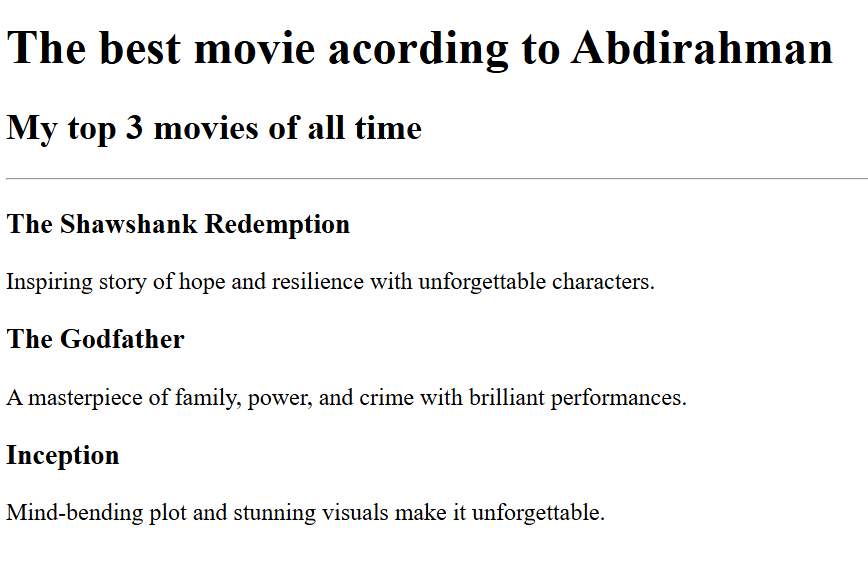 The best movie acording to Abdirahman
My top 3 movies of all time
The Shawshank Redemption
Inspiring story of hope and resilience with unforgettable characters.
The Godfather
A masterpiece of family, power, and crime with brilliant performances.
Inception
Mind-bending plot and stunning visuals make it unforgettable.